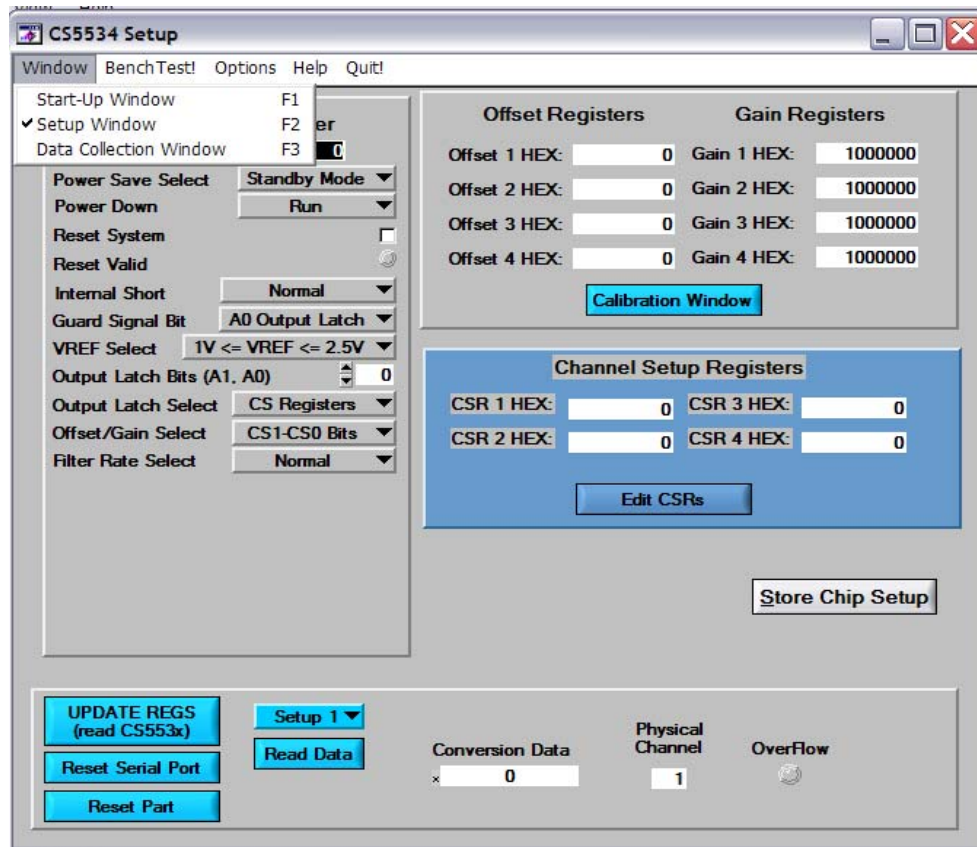 CS5534 Setup
Window BenchTest! Options Help Quit!
Start-Up Window F1
✔Setup Window F2
Data Collection Window F3
er
0
Power Save Select Standby Mode
Power Down Run
Reset System
Reset Valid
Internal Short Normal
Guard Signal Bit A0 Output Latch
VREF Select 1V <= VREF <= 2.5V
Output Latch Bits (A1, A0) 0
Output Latch Select CS Registers
Offset/Gain Select CS1-CS0 Bits
Filter Rate Select Normal
Offset Registers Gain Registers
Offset 1 HEX: 0 Gain 1 HEX: 1000000
Offset 2 HEX: 0 Gain 2 HEX: 1000000
Offset 3 HEX: 0 Gain 3 HEX: 1000000
Offset 4 HEX: 0 Gain 4 HEX: 1000000
Calibration Window
Channel Setup Registers
CSR 1 HEX: 0 CSR 3 HEX: 0
CSR 2 HEX: 0 CSR 4 HEX: 0
Edit CSRs
Store Chip Setup
UPDATE REGS
(read CS553x)
Reset Serial Port
Reset Part
Setup 1
Read Data
Conversion Data
x 0
Physical
Channel
1
OverFlow